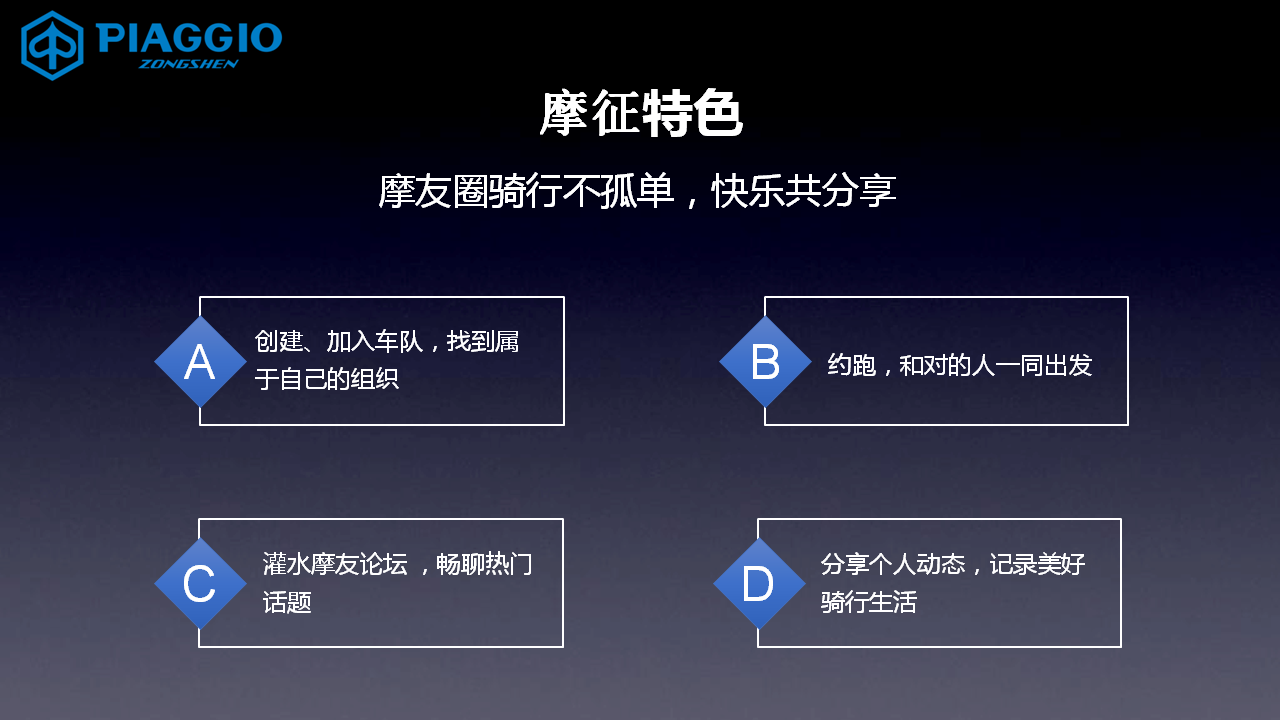 PIAGGIO
ZONGSHEN
摩征特色
摩友圈骑行不孤单，快乐共分享
A
创建、加入车队，找到属
于自己的组织
B
约跑，和对的人一同出发
C
灌水摩友论坛 ，畅聊热门
话题
D
分享个人动态，记录美好
骑行生活